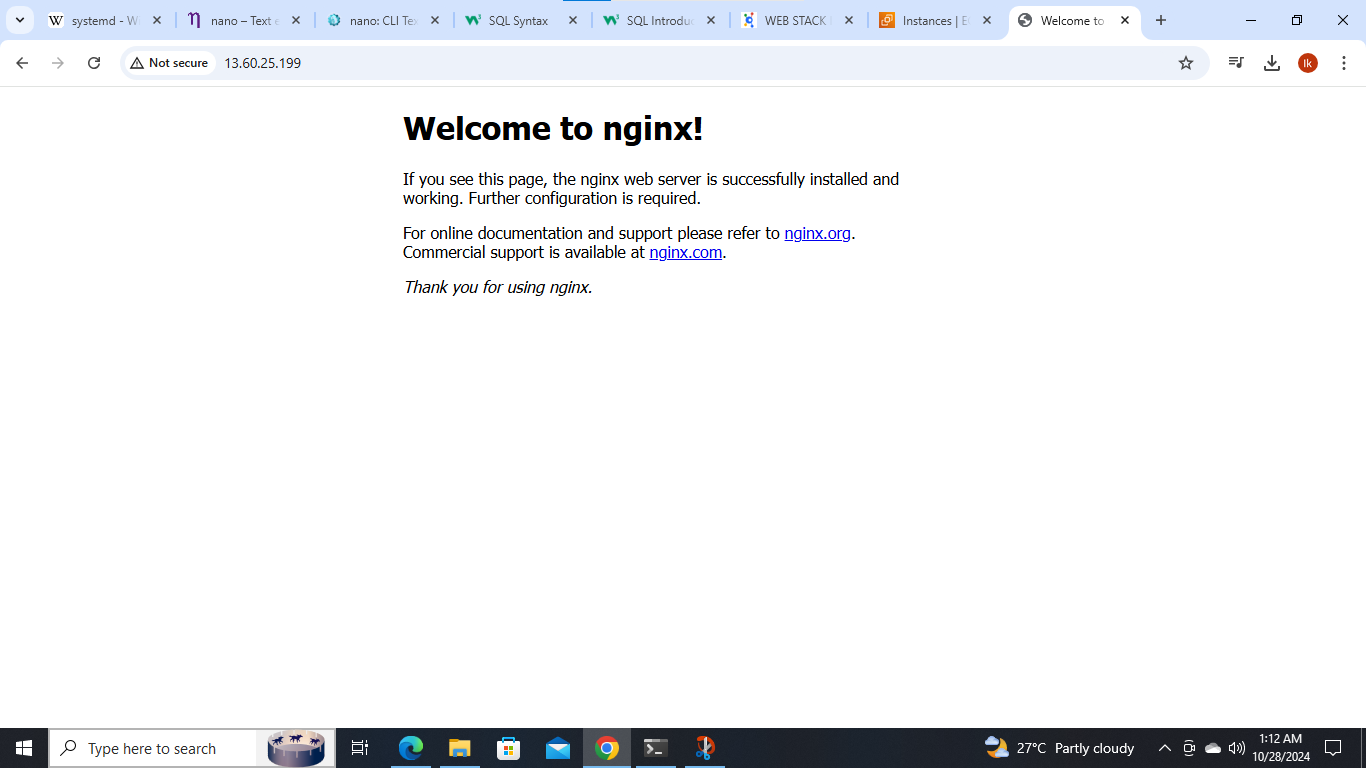 systemd - W
nano – Text e
nano: CLI Tex
SQL Syntax
SQL Introduc
WEB STACK
Instances | E
Welcome to
Not secure
13.60.25.199
lk
Welcome to nginx!
If you see this page, the nginx web server is successfully installed and
working. Further configuration is required.
For online documentation and support please refer to nginx.org.
Commercial support is available at nginx.com.
Thank you for using nginx.
Type here to search
27°C Partly cloudy
1:12 AM
10/28/2024